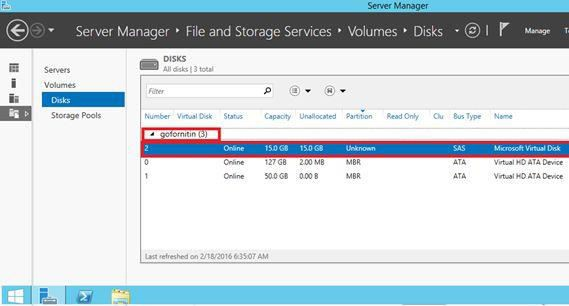 Server Manager
Server Manager File and Storage Services Volumes Disks
Manage
Servers
Volumes
Disks
Storage Pools
DISKS
All disks | 3 total
Filter
Number Virtual Disk Status Capacity Unallocated Partition Read Only Clu Bus Type Name
gofornitin (3)
2 Online 15.0 GB 15.0 GB Unknown SAS Microsoft Virtual Disk
0 Online 127 GB 2.00 MB MBR ATA Virtual HD ATA Device
1 Online 50.0 GB 0.00 B MBR ATA Virtual HD ATA Device
Last refreshed on 2/18/2016 6:35:07 AM